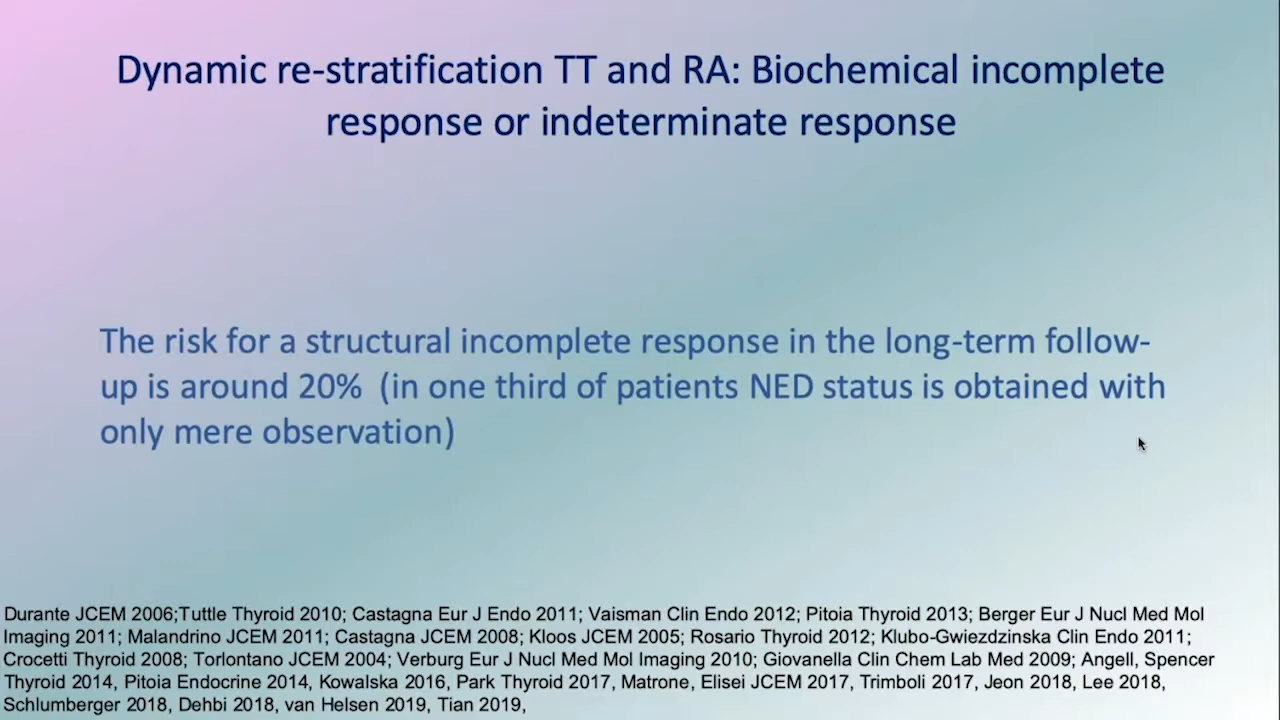 Dynamic re-stratification TT and RA: Biochemical incomplete
response or indeterminate response
The risk for a structural incomplete response in the long-term follow-
up is around 20%  (in one third of patients NED status is obtained with
only mere observation)
Durante JCEM 2006;Tuttle Thyroid 2010; Castagna Eur J Endo 2011; Vaisman Clin Endo 2012; Pitoia Thyroid 2013; Berger Eur J Nucl Med Mol
Imaging 2011; Malandrino JCEM 2011; Castagna JCEM 2008; Kloos JCEM 2005; Rosario Thyroid 2012; Klubo-Gwiezdzinska Clin Endo 2011;
Crocetti Thyroid 2008; Torlontano JCEM 2004; Verburg Eur J Nucl Med Mol Imaging 2010; Giovanella Clin Chem Lab Med 2009; Angell, Spencer
Thyroid 2014, Pitoia Endocrine 2014, Kowalska 2016, Park Thyroid 2017, Matrone, Elisei JCEM 2017, Trimboli 2017, Jeon 2018, Lee 2018,
Schlumberger 2018, Dehbi 2018, van Helsen 2019, Tian 2019,